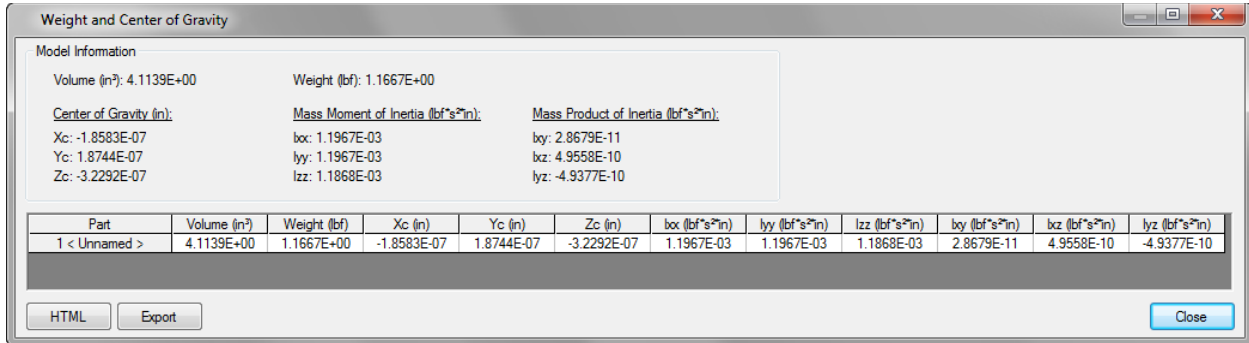 Weight and Center of Gravity
Model Information
Volume (in³): 4.1139E+00 Weight (lbf): 1.1667E+00
Center of Gravity (in): Mass Moment of Inertia (lbf*s²*in): Mass Product of Inertia (lbf*s²*in):
Xc: -1.8583E-07 Ixx: 1.1967E-03 Ixy: 2.8679E-11
Yc: 1.8744E-07 Iyy: 1.1967E-03 Ixz: 4.9558E-10
Zc: -3.2292E-07 Izz: 1.1868E-03 Iyz: -4.9377E-10
Part Volume (in³) Weight (lbf) Xc (in) Yc (in) Zc (in) Ixx (lbf*s²*in) Iyy (lbf*s²*in) Izz (lbf*s²*in) Ixy (lbf*s²*in) Ixz (lbf*s²*in) Iyz (lbf*s²*in)
1 < Unnamed > 4.1139E+00 1.1667E+00 -1.8583E-07 1.8744E-07 -3.2292E-07 1.1967E-03 1.1967E-03 1.1868E-03 2.8679E-11 4.9558E-10 -4.9377E-10
HTML Export Close